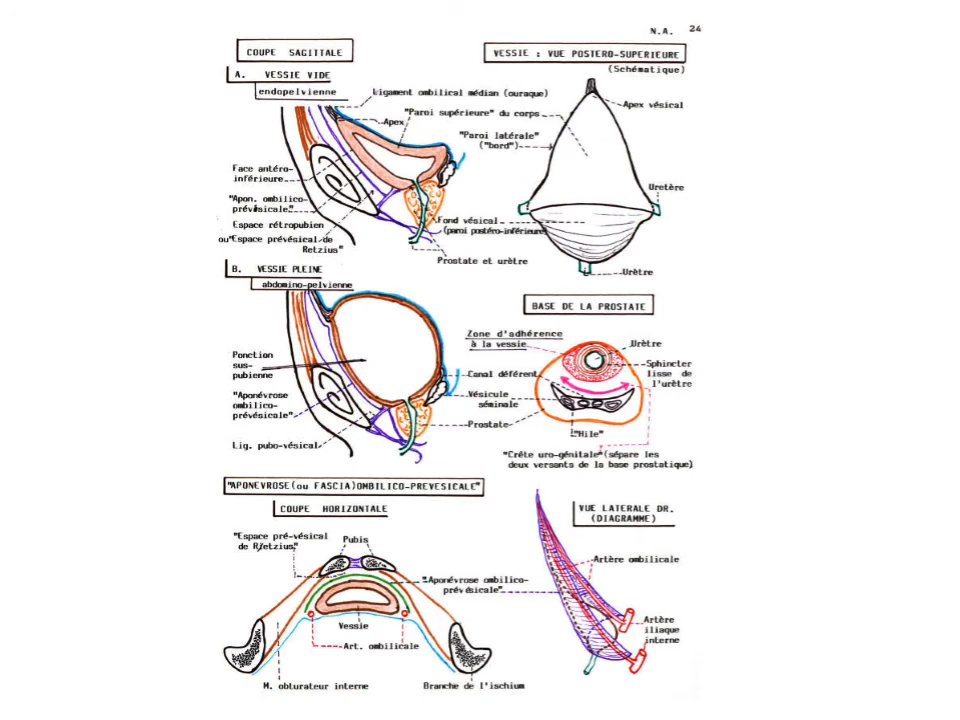 N.A. 24
COUPE SAGITTALE
A. VESSIE VIDE
endopelvienne
Ligament ombilical médian (ouraque)
Apex
"Paroi supérieure" du corps
"Paroi latérale"
("bord")
Face antéro-
inférieure
"Apon. ombilico-
prévésicale"
Espace rétropubien
ou "Espace prévésical de
Retzius"
Fond vésical
(paroi postéro-inférieure)
Prostate et urètre
VESSIE : VUE POSTERO-SUPERIEURE
(Schématique)
Apex vésical
Uretère
Urètre
B. VESSIE PLEINE
abdomino-pelvienne
Ponction
sus-
pubienne
"Aponévrose
ombilico-
prévésicale"
Lig. pubo-vésical
BASE DE LA PROSTATE
Zone d'adhérence
à la vessie
Canal déférent
Vésicule
séminale
Prostate
Urètre
Sphincter
lisse de
l'urètre
"Hile"
"Crête uro-génitale" (sépare les
deux versants de la base prostatique)
"APONEVROSE (ou FASCIA) OMBILICO-PREVESICALE"
COUPE HORIZONTALE
"Espace pré-vésical
de Retzius"
Pubis
"Aponévrose ombilico-
prévésicale"
Vessie
Art. ombilicale
M. obturateur interne
Branche de l'ischium
VUE LATERALE DR.
(DIAGRAMME)
Artère ombilicale
Artère
iliaque
interne